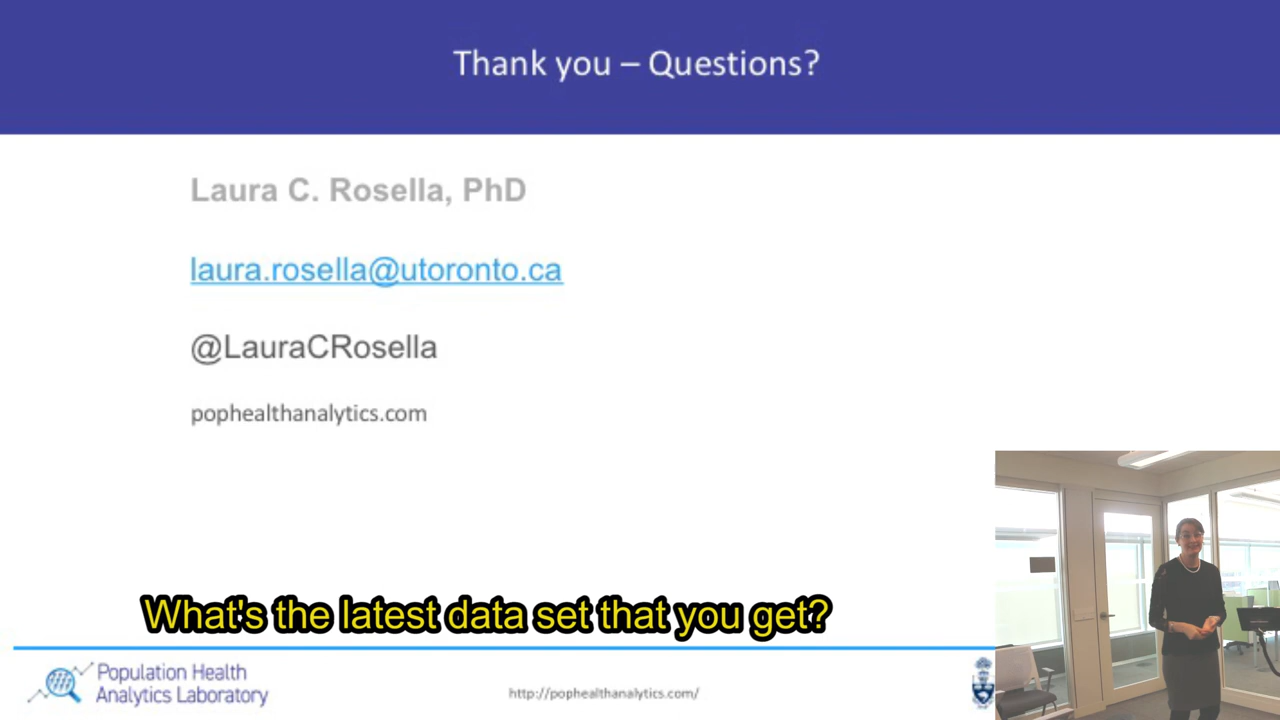 Thank you – Questions?
Laura C. Rosella, PhD
laura.rosella@utoronto.ca
@LauraCRosella
pophealthanalytics.com
What's the latest data set that you get?
Population Health
Analytics Laboratory
http://pophealthanalytics.com/